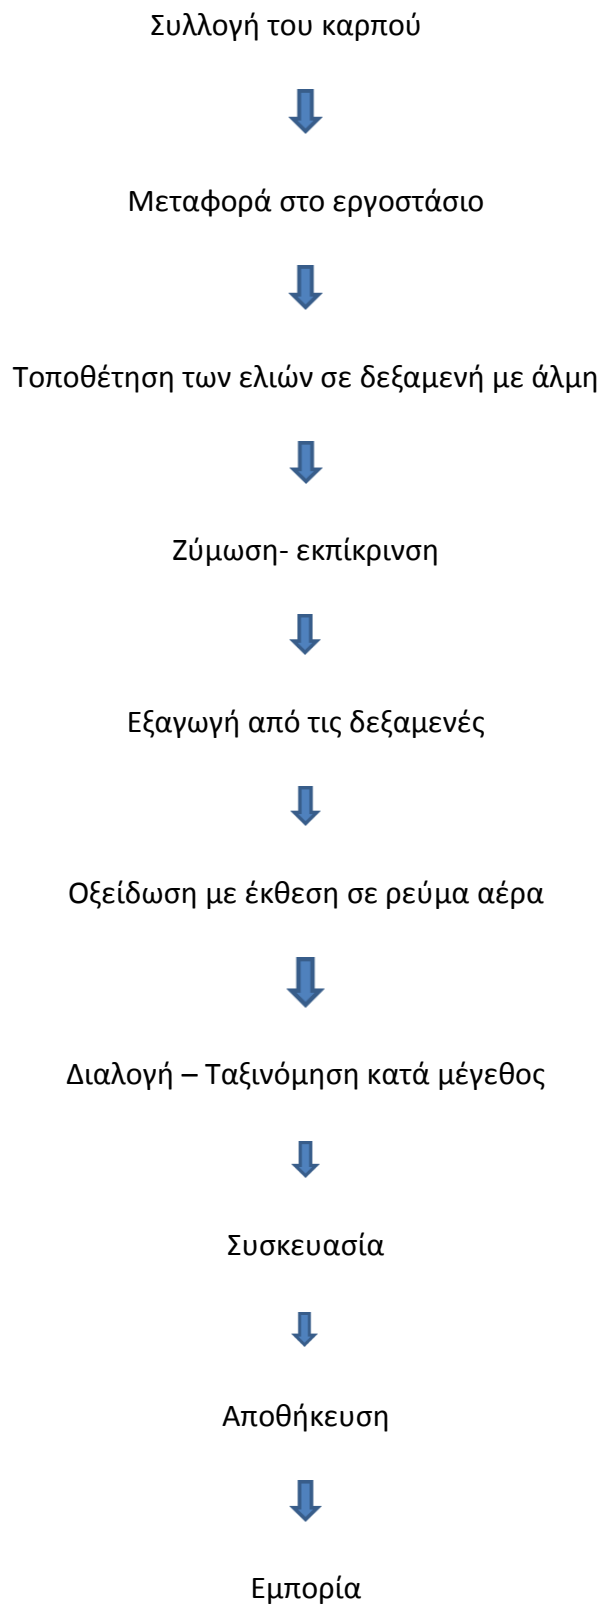 Συλλογή του καρπού
Μεταφορά στο εργοστάσιο
Τοποθέτηση των ελιών σε δεξαμενή με άλμη
Ζύμωση- εκπίκρινση
Εξαγωγή από τις δεξαμενές
Οξείδωση με έκθεση σε ρεύμα αέρα
Διαλογή – Ταξινόμηση κατά μέγεθος
Συσκευασία
Αποθήκευση
Εμπορία